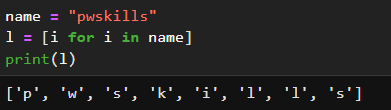 name = "pwskills"
l = [i for i in name]
print(l)
['p', 'w', 's', 'k', 'i', 'l', 'l', 's']